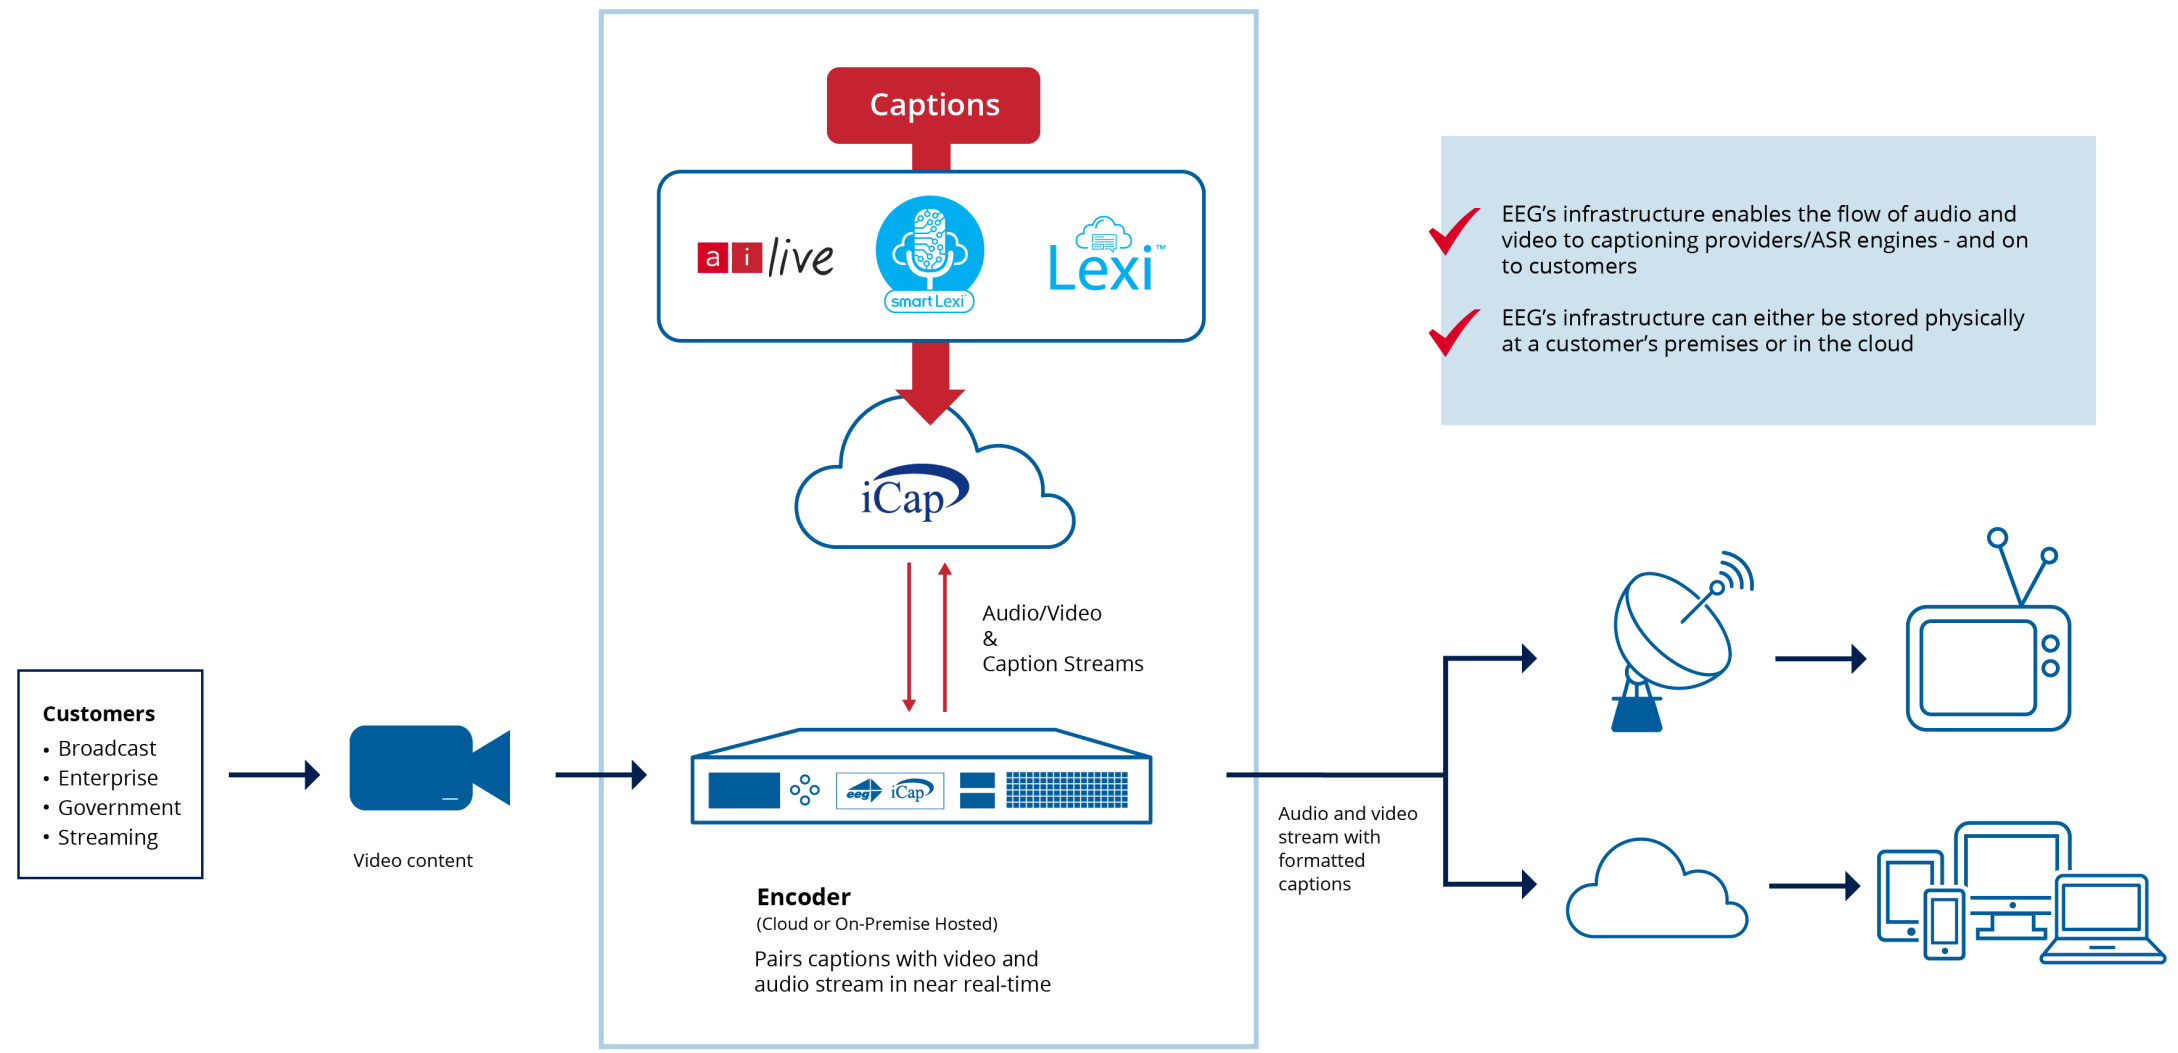 Captions
ai live
smart Lexi
Lexi™
iCap
Audio/Video
&
Caption Streams
Customers
• Broadcast
• Enterprise
• Government
• Streaming
Video content
eeg iCap
Encoder
(Cloud or On-Premise Hosted)
Pairs captions with video and
audio stream in near real-time
EEG’s infrastructure enables the flow of audio and
video to captioning providers/ASR engines - and on
to customers
EEG’s infrastructure can either be stored physically
at a customer’s premises or in the cloud
Audio and video
stream with
formatted
captions